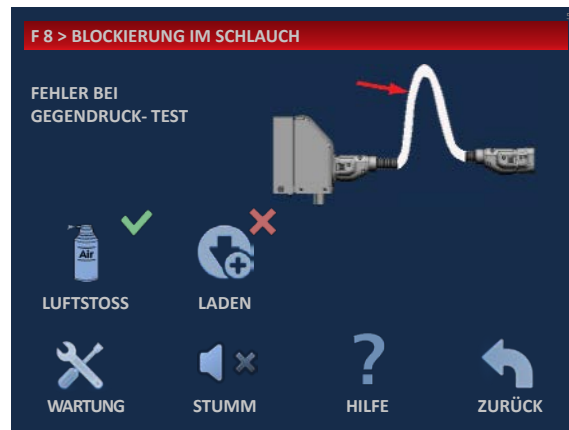 F 8 > BLOCKIERUNG IM SCHLAUCH
FEHLER BEI
GEGENDRUCK- TEST
Air
LUFTSTOSS
LADEN
?
WARTUNG
STUMM
HILFE
ZURÜCK